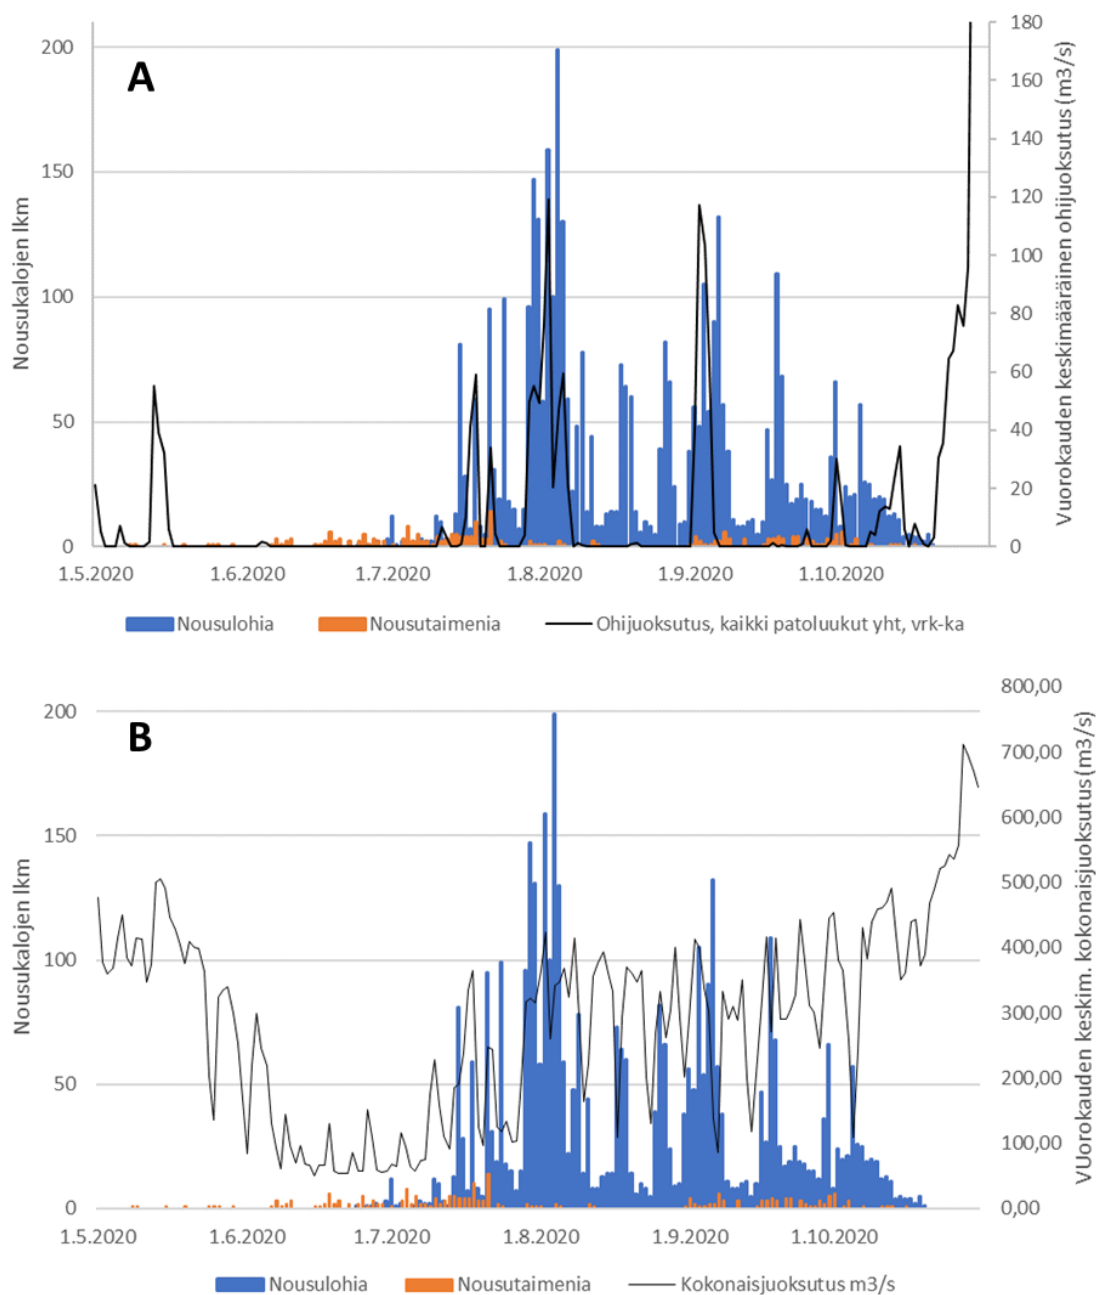 A
Nousukalojen lkm
200
150
100
50
0
180
160
140
120
100
80
60
40
20
0
Vuorokauden keskimääräinen ohijuoksutus (m3/s)
1.5.2020 1.6.2020 1.7.2020 1.8.2020 1.9.2020 1.10.2020
Nousulohia Nousutaimenia Ohijuoksutus, kaikki patoluukut yht, vrk-ka
B
Nousukalojen lkm
200
150
100
50
0
800,00
700,00
600,00
500,00
400,00
300,00
200,00
100,00
0,00
VUorokauden keskim. kokonaisjuoksutus (m3/s)
1.5.2020 1.6.2020 1.7.2020 1.8.2020 1.9.2020 1.10.2020
Nousulohia Nousutaimenia Kokonaisjuoksutus m3/s